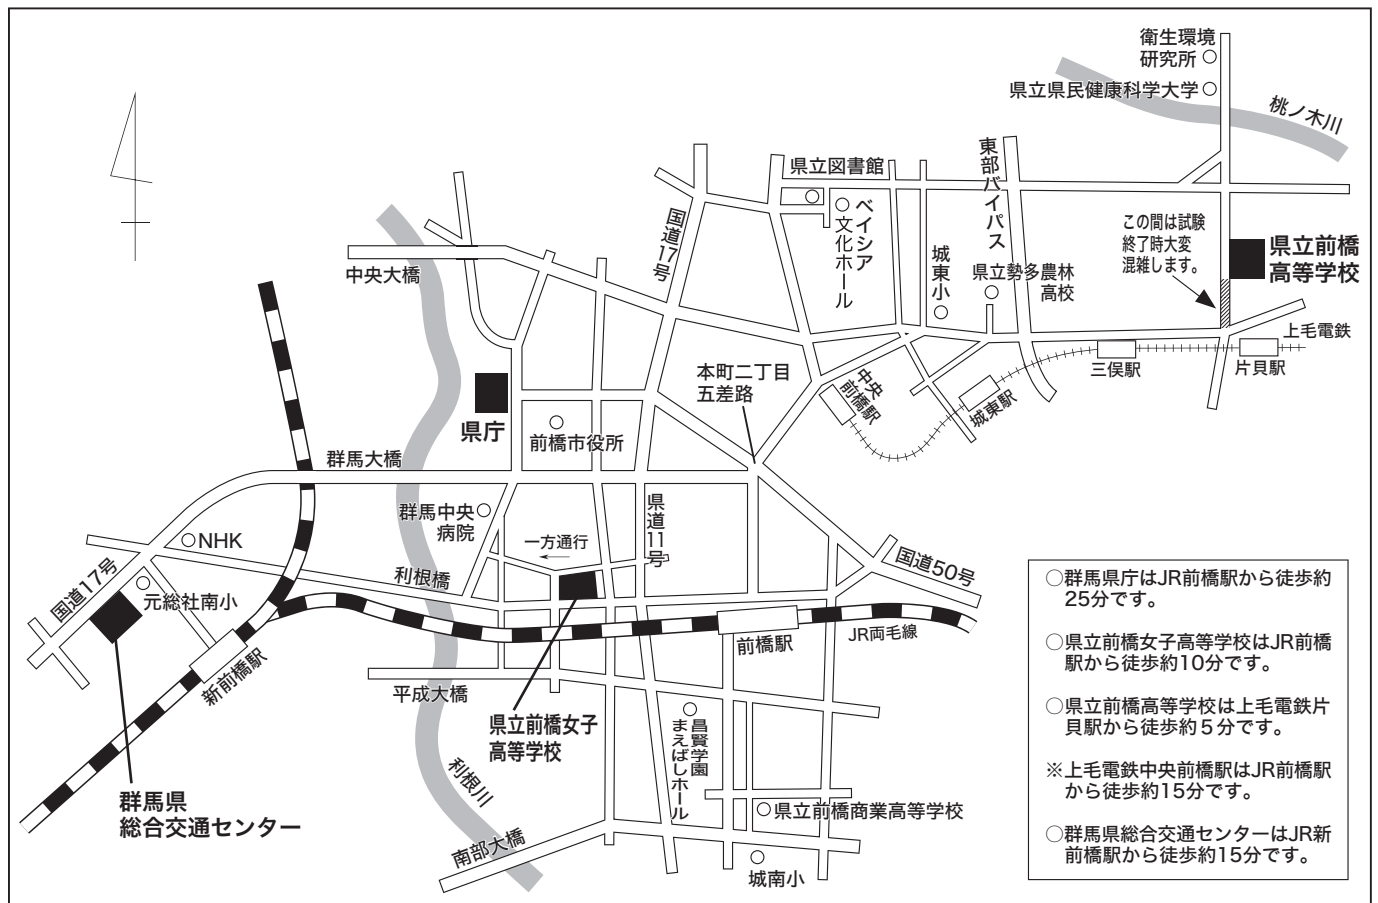 衛生環境
研究所
県立県民健康科学大学
桃ノ木川
県立図書館
東部バイパス
ベイシア
文化ホール
国道17号
この間は試験
終了時大変
混雑します。
県立前橋
高等学校
中央大橋
城東小
県立勢多農林
高校
上毛電鉄
三俣駅
片貝駅
本町二丁目
五差路
中央
前橋駅
城東駅
県庁
前橋市役所
群馬大橋
群馬中央
病院
県道11号
NHK
一方通行
国道50号
利根橋
国道17号
元総社南小
新前橋駅
前橋駅
JR両毛線
平成大橋
県立前橋女子
高等学校
昌賢学園
まえばしホール
利根川
群馬県
総合交通センター
県立前橋商業高等学校
南部大橋
城南小
○群馬県庁はJR前橋駅から徒歩約
25分です。
○県立前橋女子高等学校はJR前橋
駅から徒歩約10分です。
○県立前橋高等学校は上毛電鉄片
貝駅から徒歩約５分です。
※上毛電鉄中央前橋駅はJR前橋駅
から徒歩約15分です。
○群馬県総合交通センターはJR新
前橋駅から徒歩約15分です。